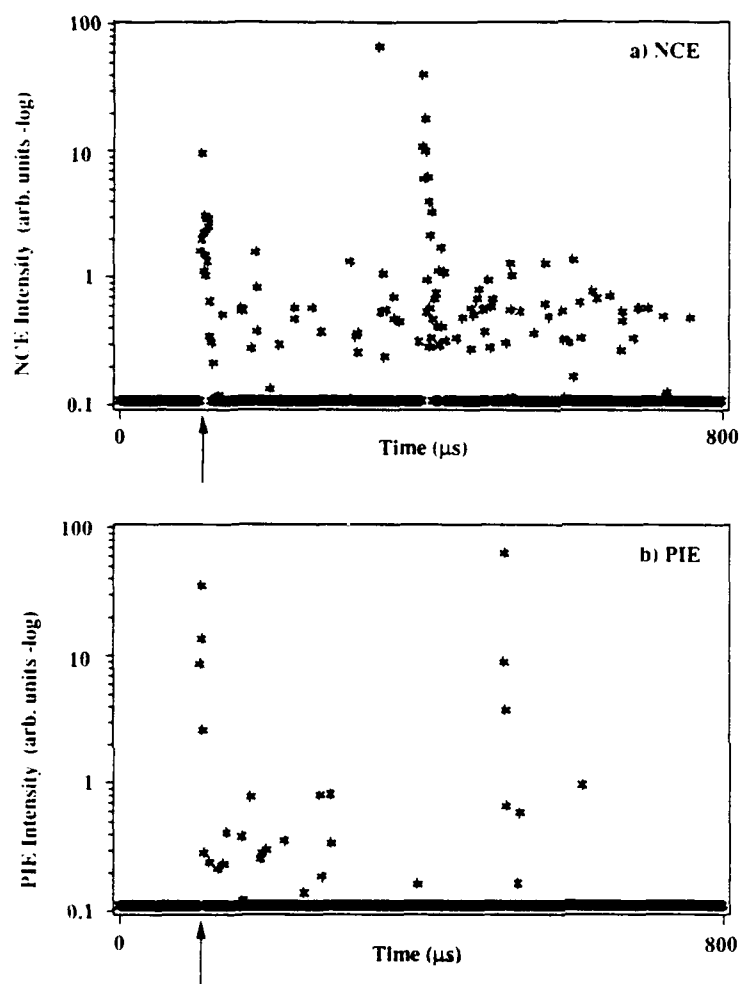 100
a) NCE
10
1
0.1
NCE Intensity (arb. units -log)
0
Time (µs)
800
100
b) PIE
10
1
0.1
PIE Intensity (arb. units -log)
0
Time (µs)
800